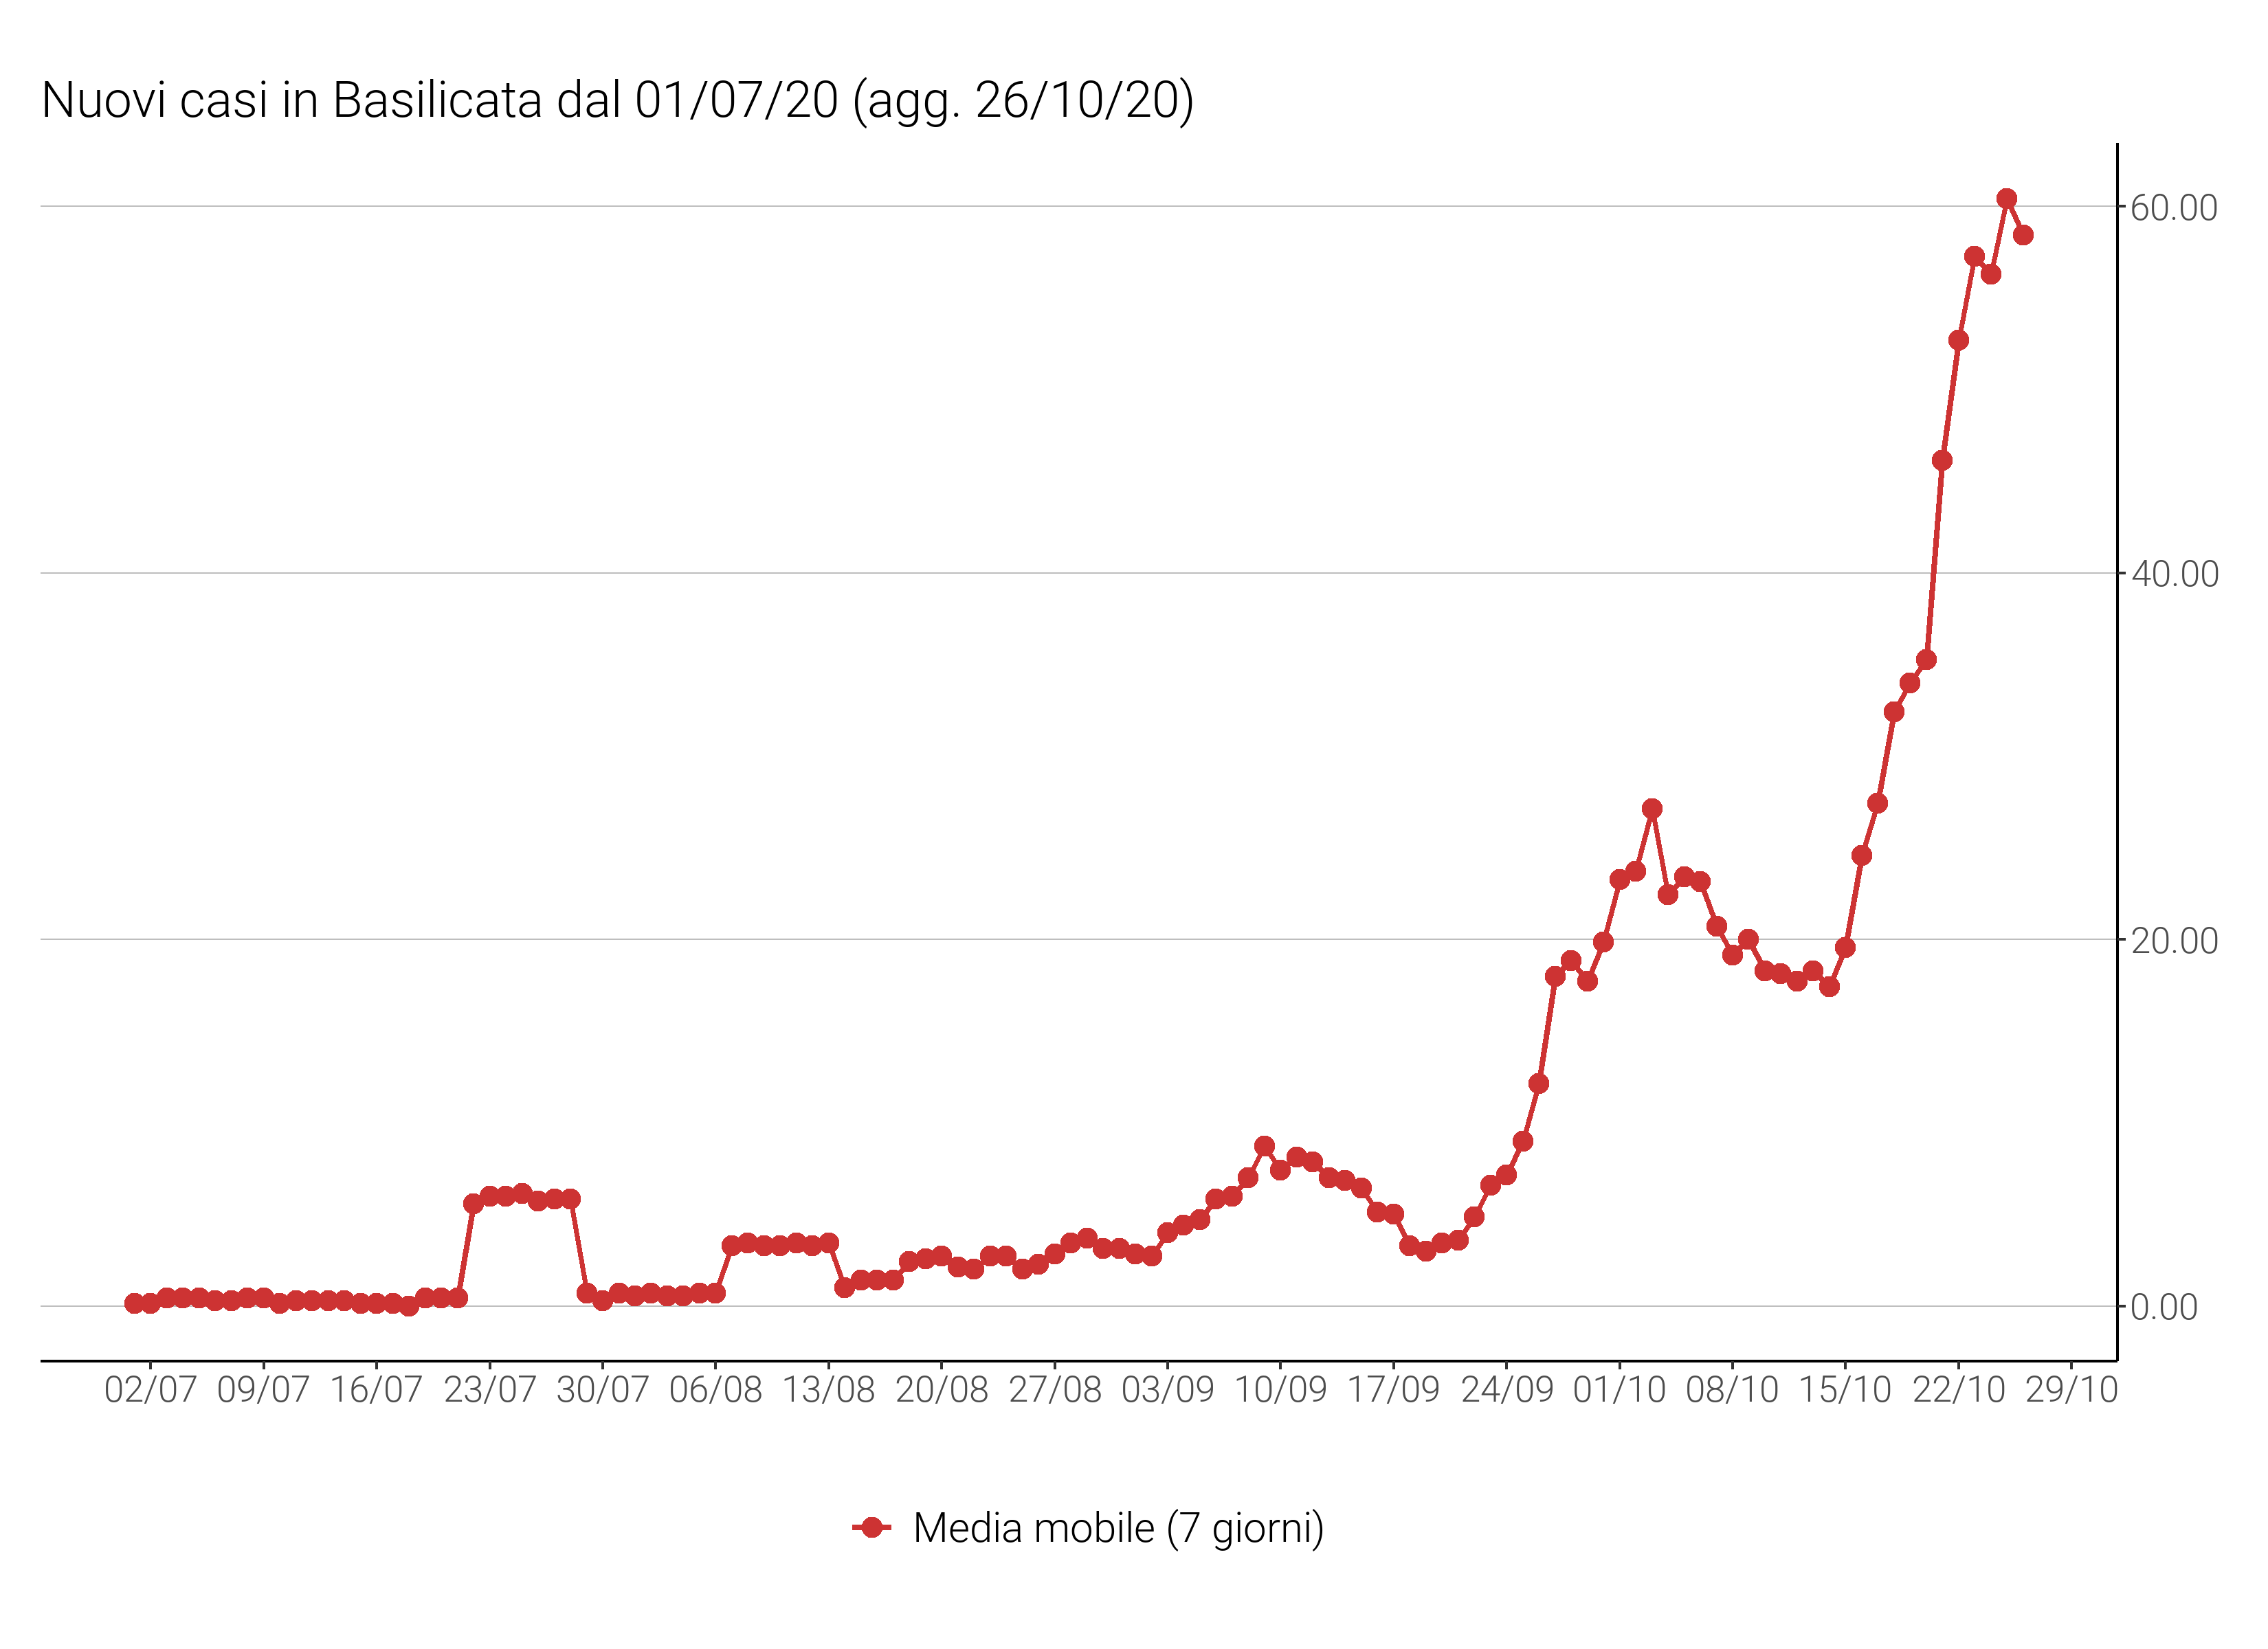 Nuovi casi in Basilicata dal 01/07/20 (agg. 26/10/20)
60.00
40.00
20.00
0.00
02/07 09/07 16/07 23/07 30/07 06/08 13/08 20/08 27/08 03/09 10/09 17/09 24/09 01/10 08/10 15/10 22/10 29/10
Media mobile (7 giorni)